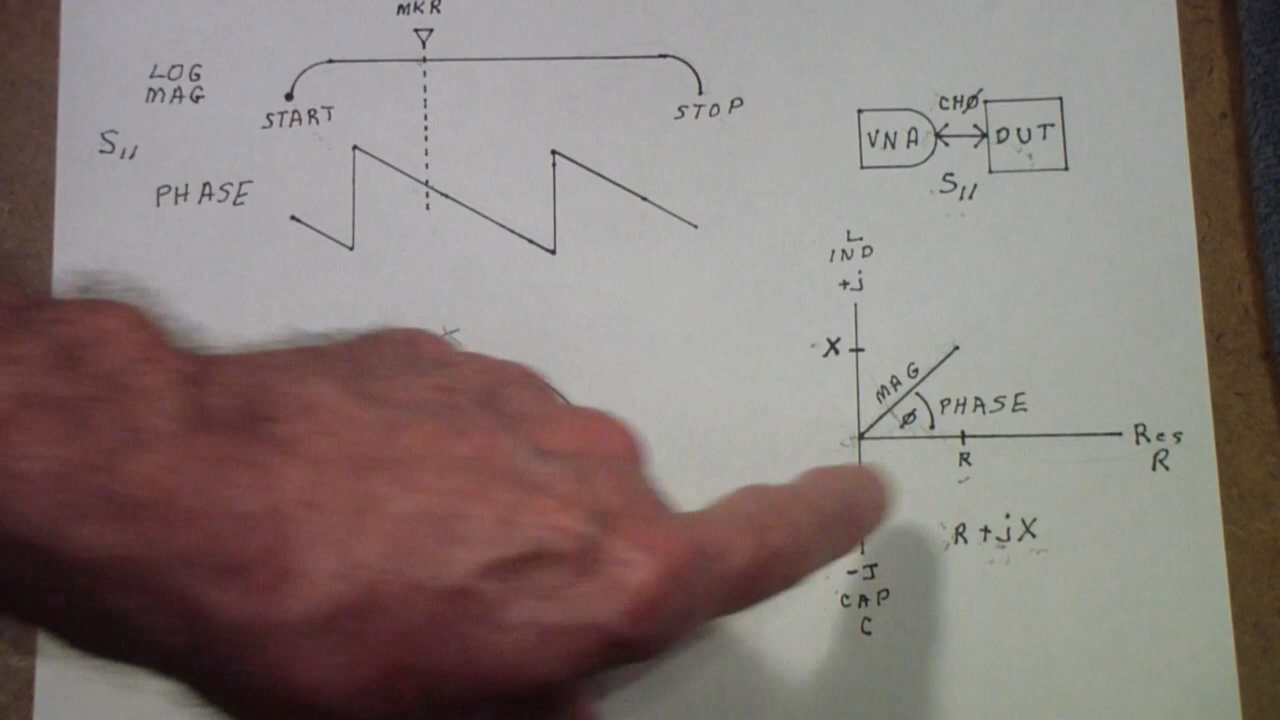 MKR
LOG
MAG
START
STOP
S11
PHASE
CHØ
VNA
DUT
S11
L
IND
+j
X
MAG
Ø
PHASE
R
Res
R
R+jX
-J
CAP
C